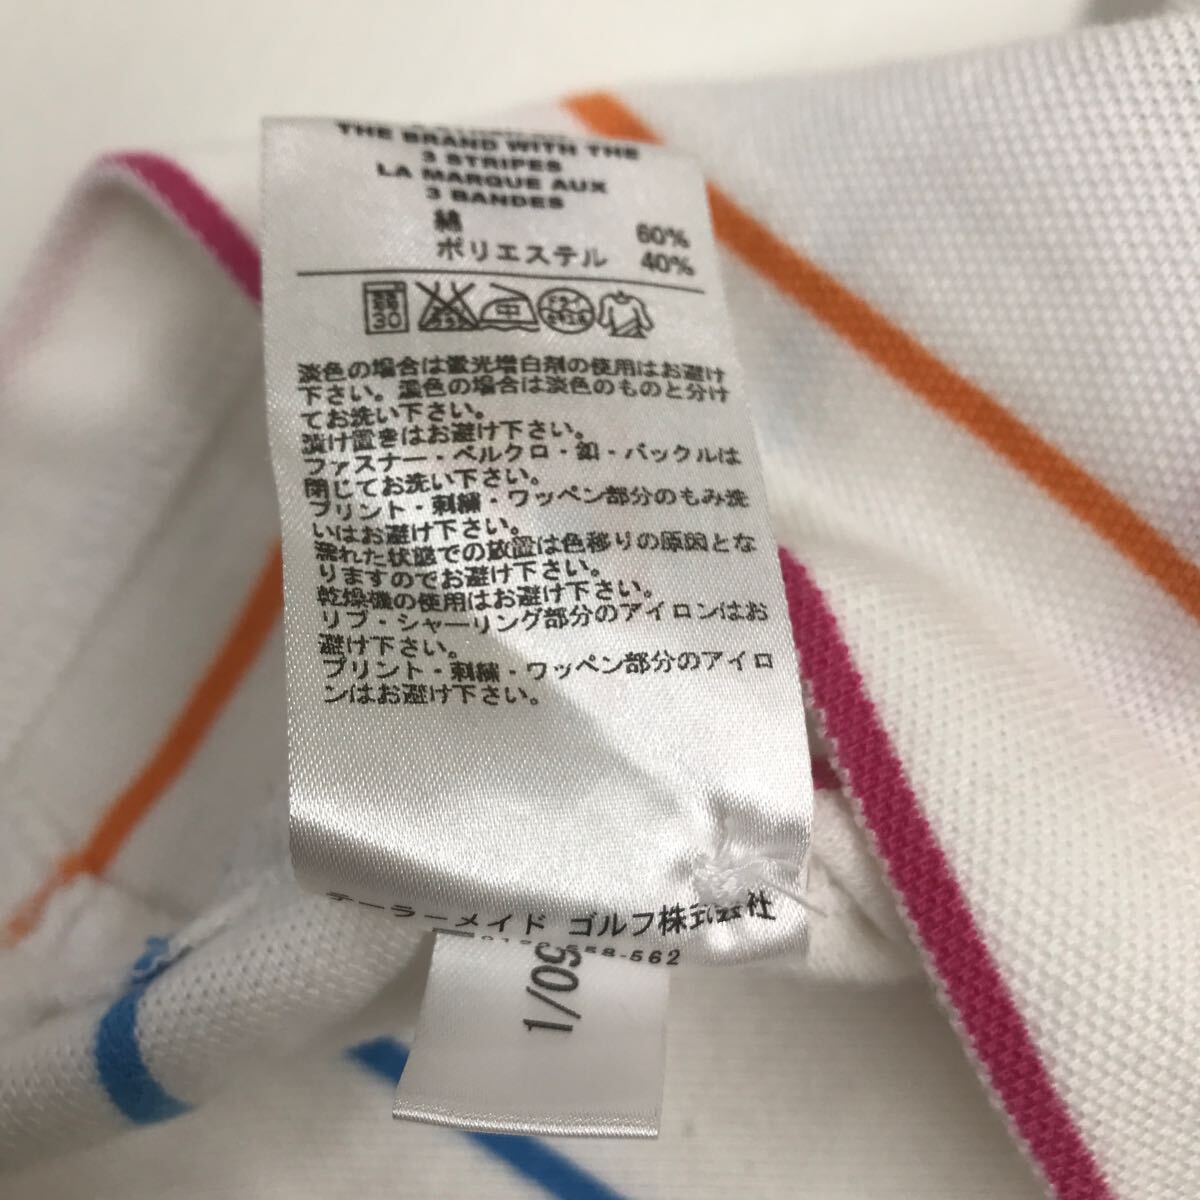 THE BRAND WITH THE
3 STRIPES
LA MARQUE AUX
3 BANDES
綿 60%
ポリエステル 40%
30 中
淡色の場合は蛍光増白剤の使用はお避け
下さい。濃色の場合は淡色のものと分け
てお洗い下さい。
漬け置きはお避け下さい。
ファスナー・ベルクロ・釦・バックルは
閉じてお洗い下さい。
プリント・刺繍・ワッペン部分のもみ洗
いはお避け下さい。
濡れた状態での放置は色移りの原因とな
りますのでお避け下さい。
乾燥機の使用はお避け下さい。
リブ・シャーリング部分のアイロンはお
避け下さい。
プリント・刺繍・ワッペン部分のアイロ
ンはお避け下さい。
テーラーメイド ゴルフ株式会社
558-562
1/09